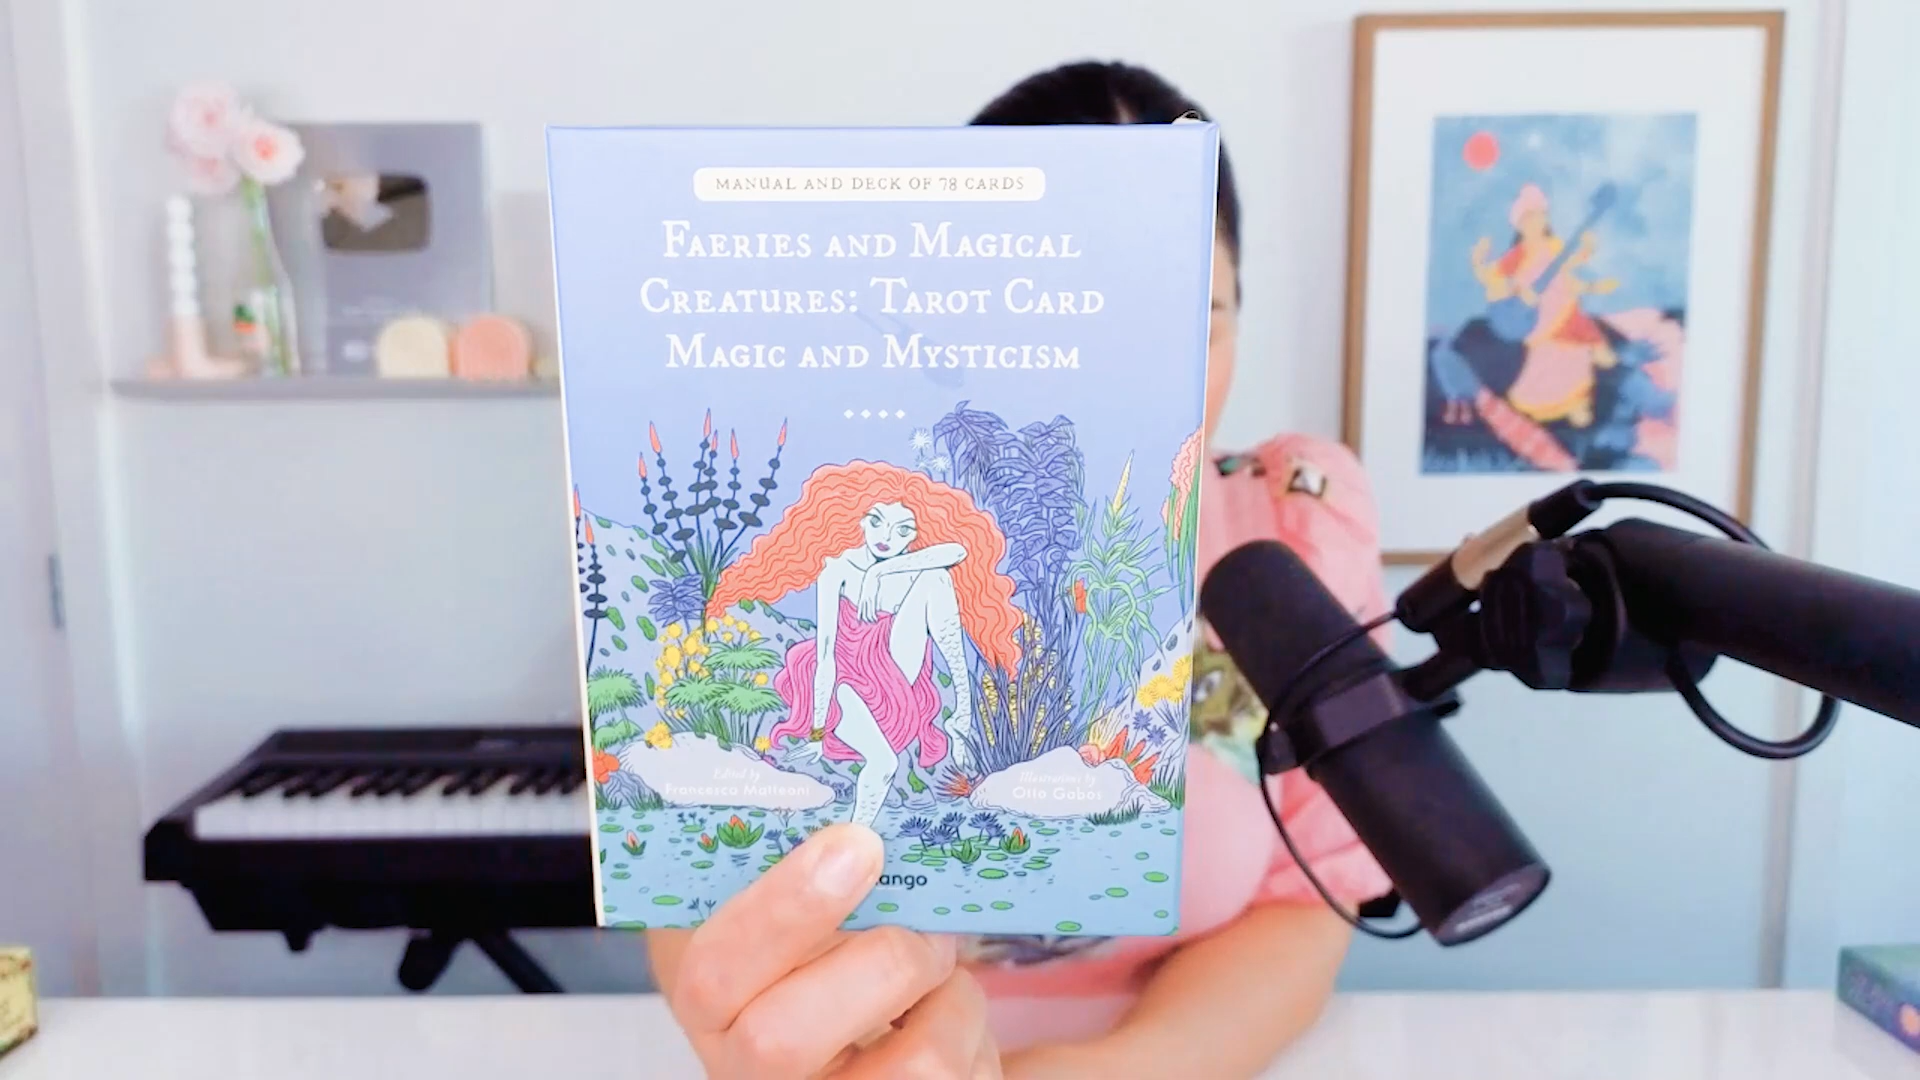 MANUAL AND DECK OF 78 CARDS
FAERIES AND MAGICAL
CREATURES: TAROT CARD
MAGIC AND MYSTICISM
Edited by
Francesca Matteoni
Illustrations by
Otto Gabos
ango